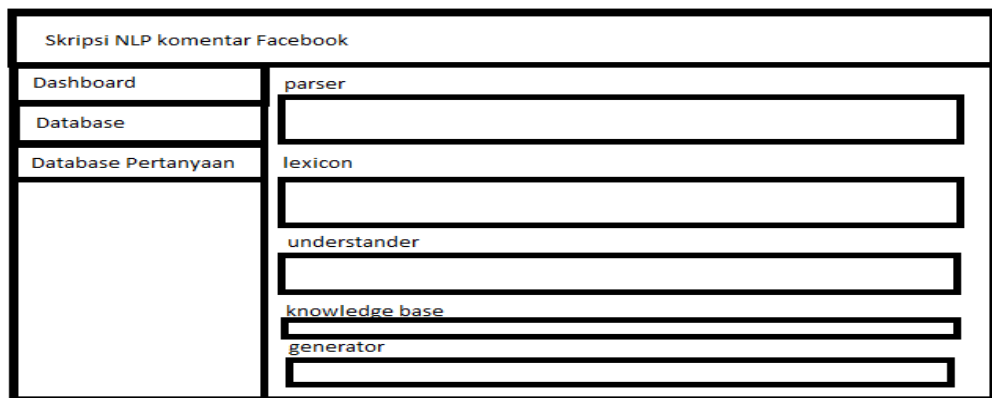 Skripsi NLP komentar Facebook
Dashboard
Database
Database Pertanyaan
parser
lexicon
understander
knowledge base
generator